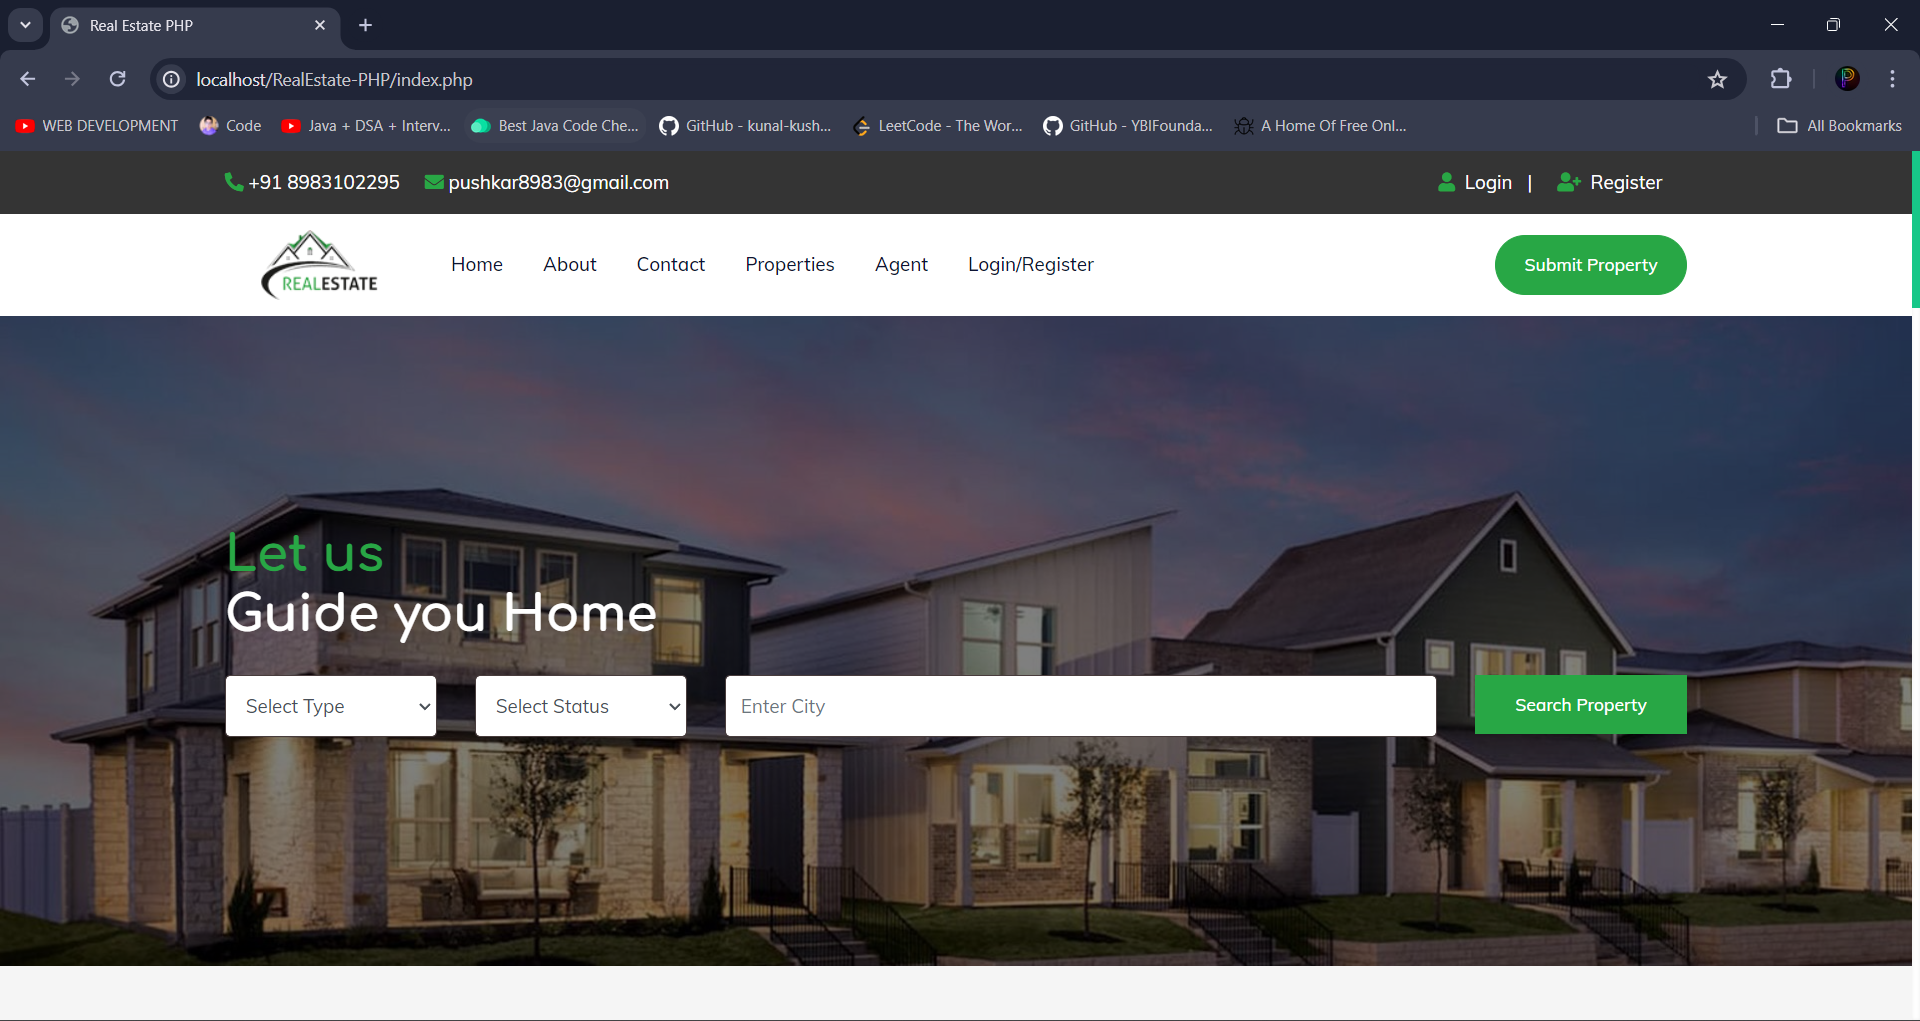 Real Estate PHP
localhost/RealEstate-PHP/index.php
WEB DEVELOPMENT Code Java + DSA + Interv... Best Java Code Che... GitHub - kunal-kush... LeetCode - The Wor... GitHub - YBIFounda... A Home Of Free Onl... All Bookmarks
+91 8983102295 pushkar8983@gmail.com Login | Register
REALESTATE Home About Contact Properties Agent Login/Register Submit Property
Let us
Guide you Home
Select Type Select Status Enter City Search Property